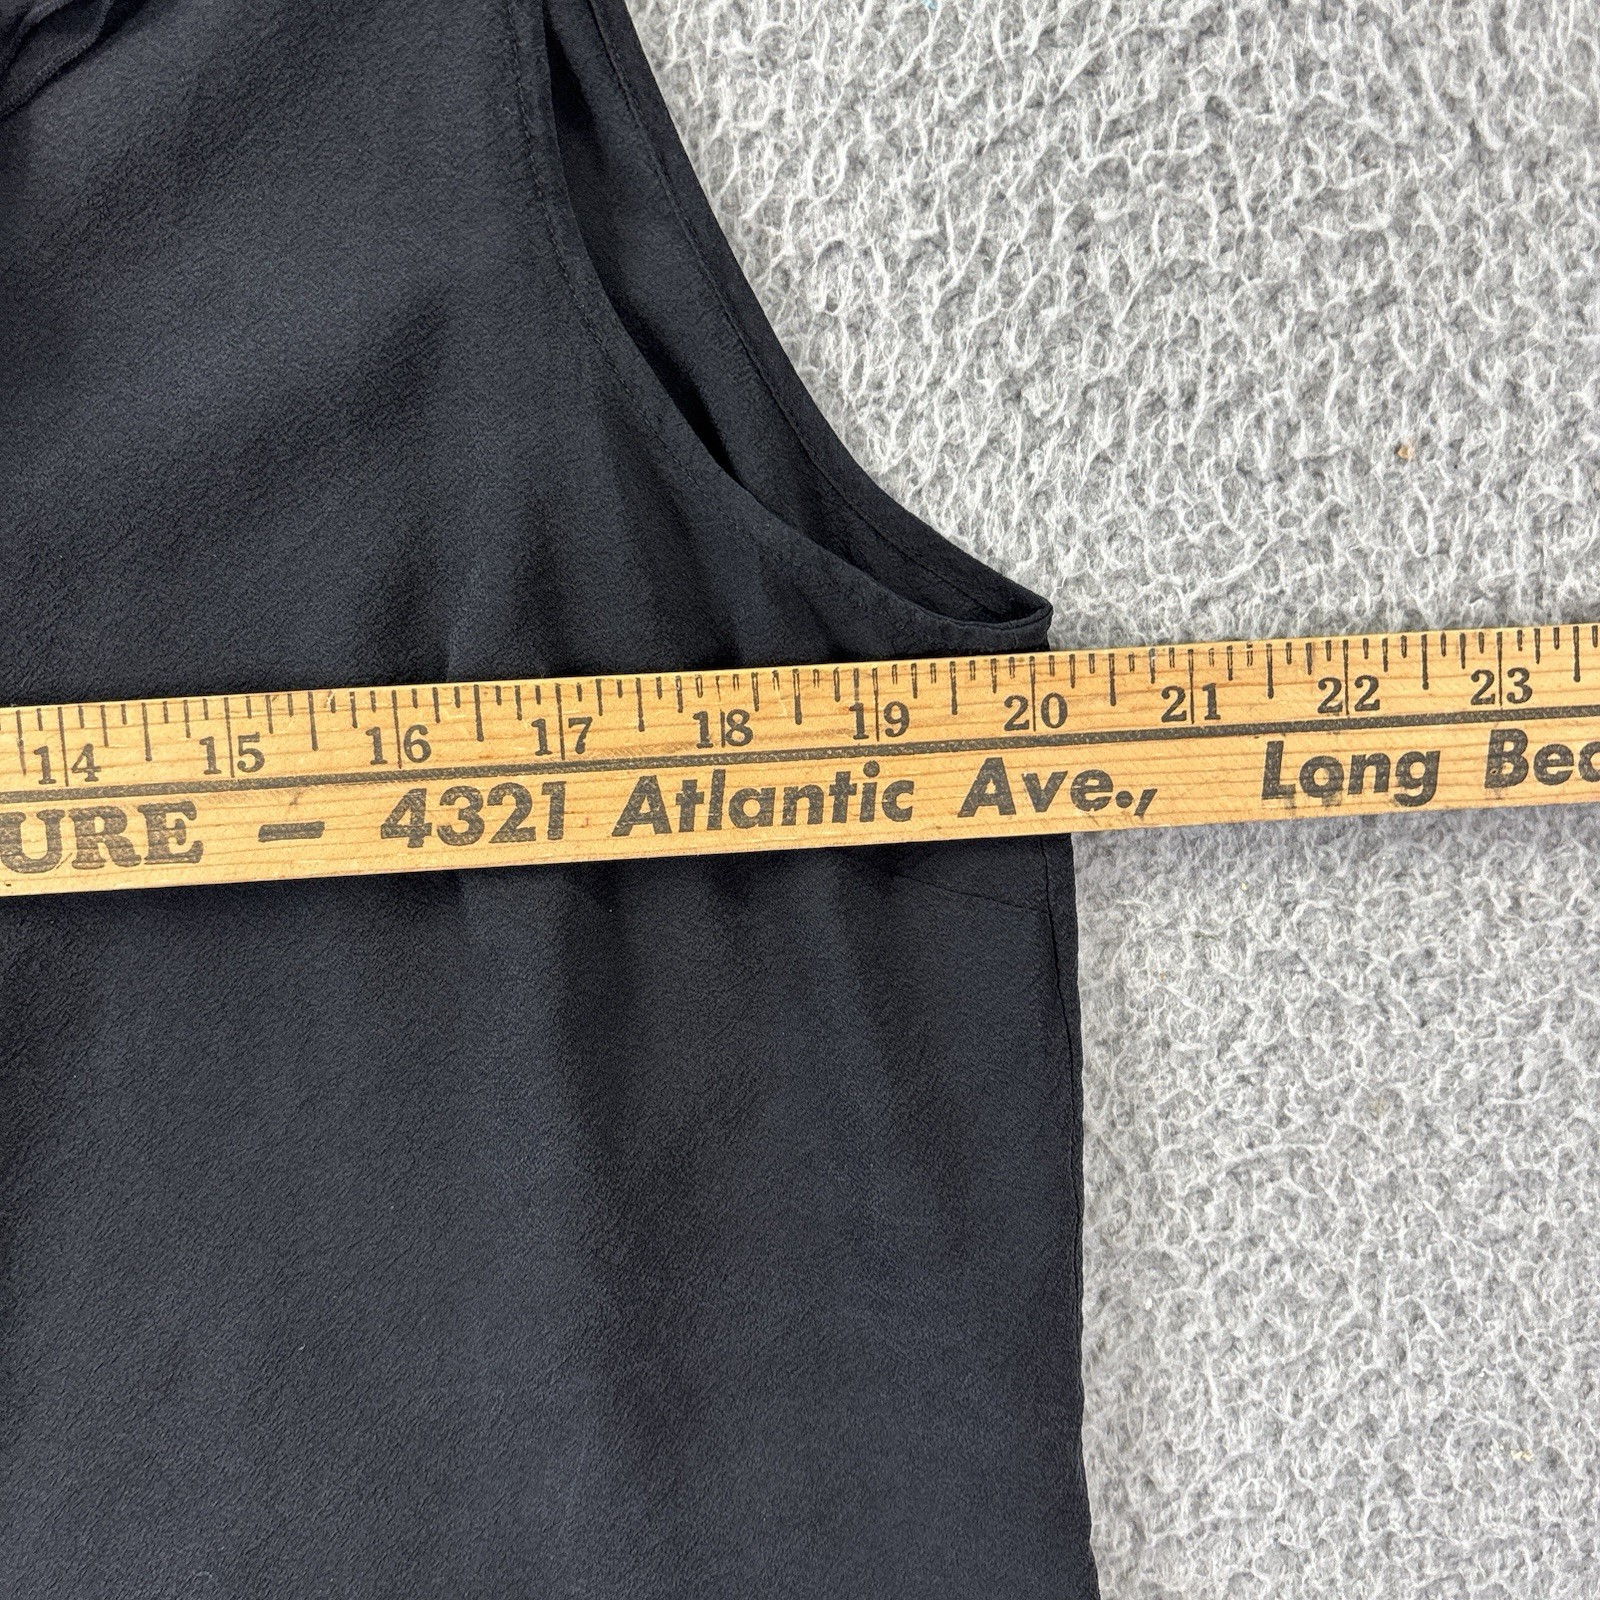 14 15 16 17 18 19 20 21 22 23
URE — 4321 Atlantic Ave., Long Bea